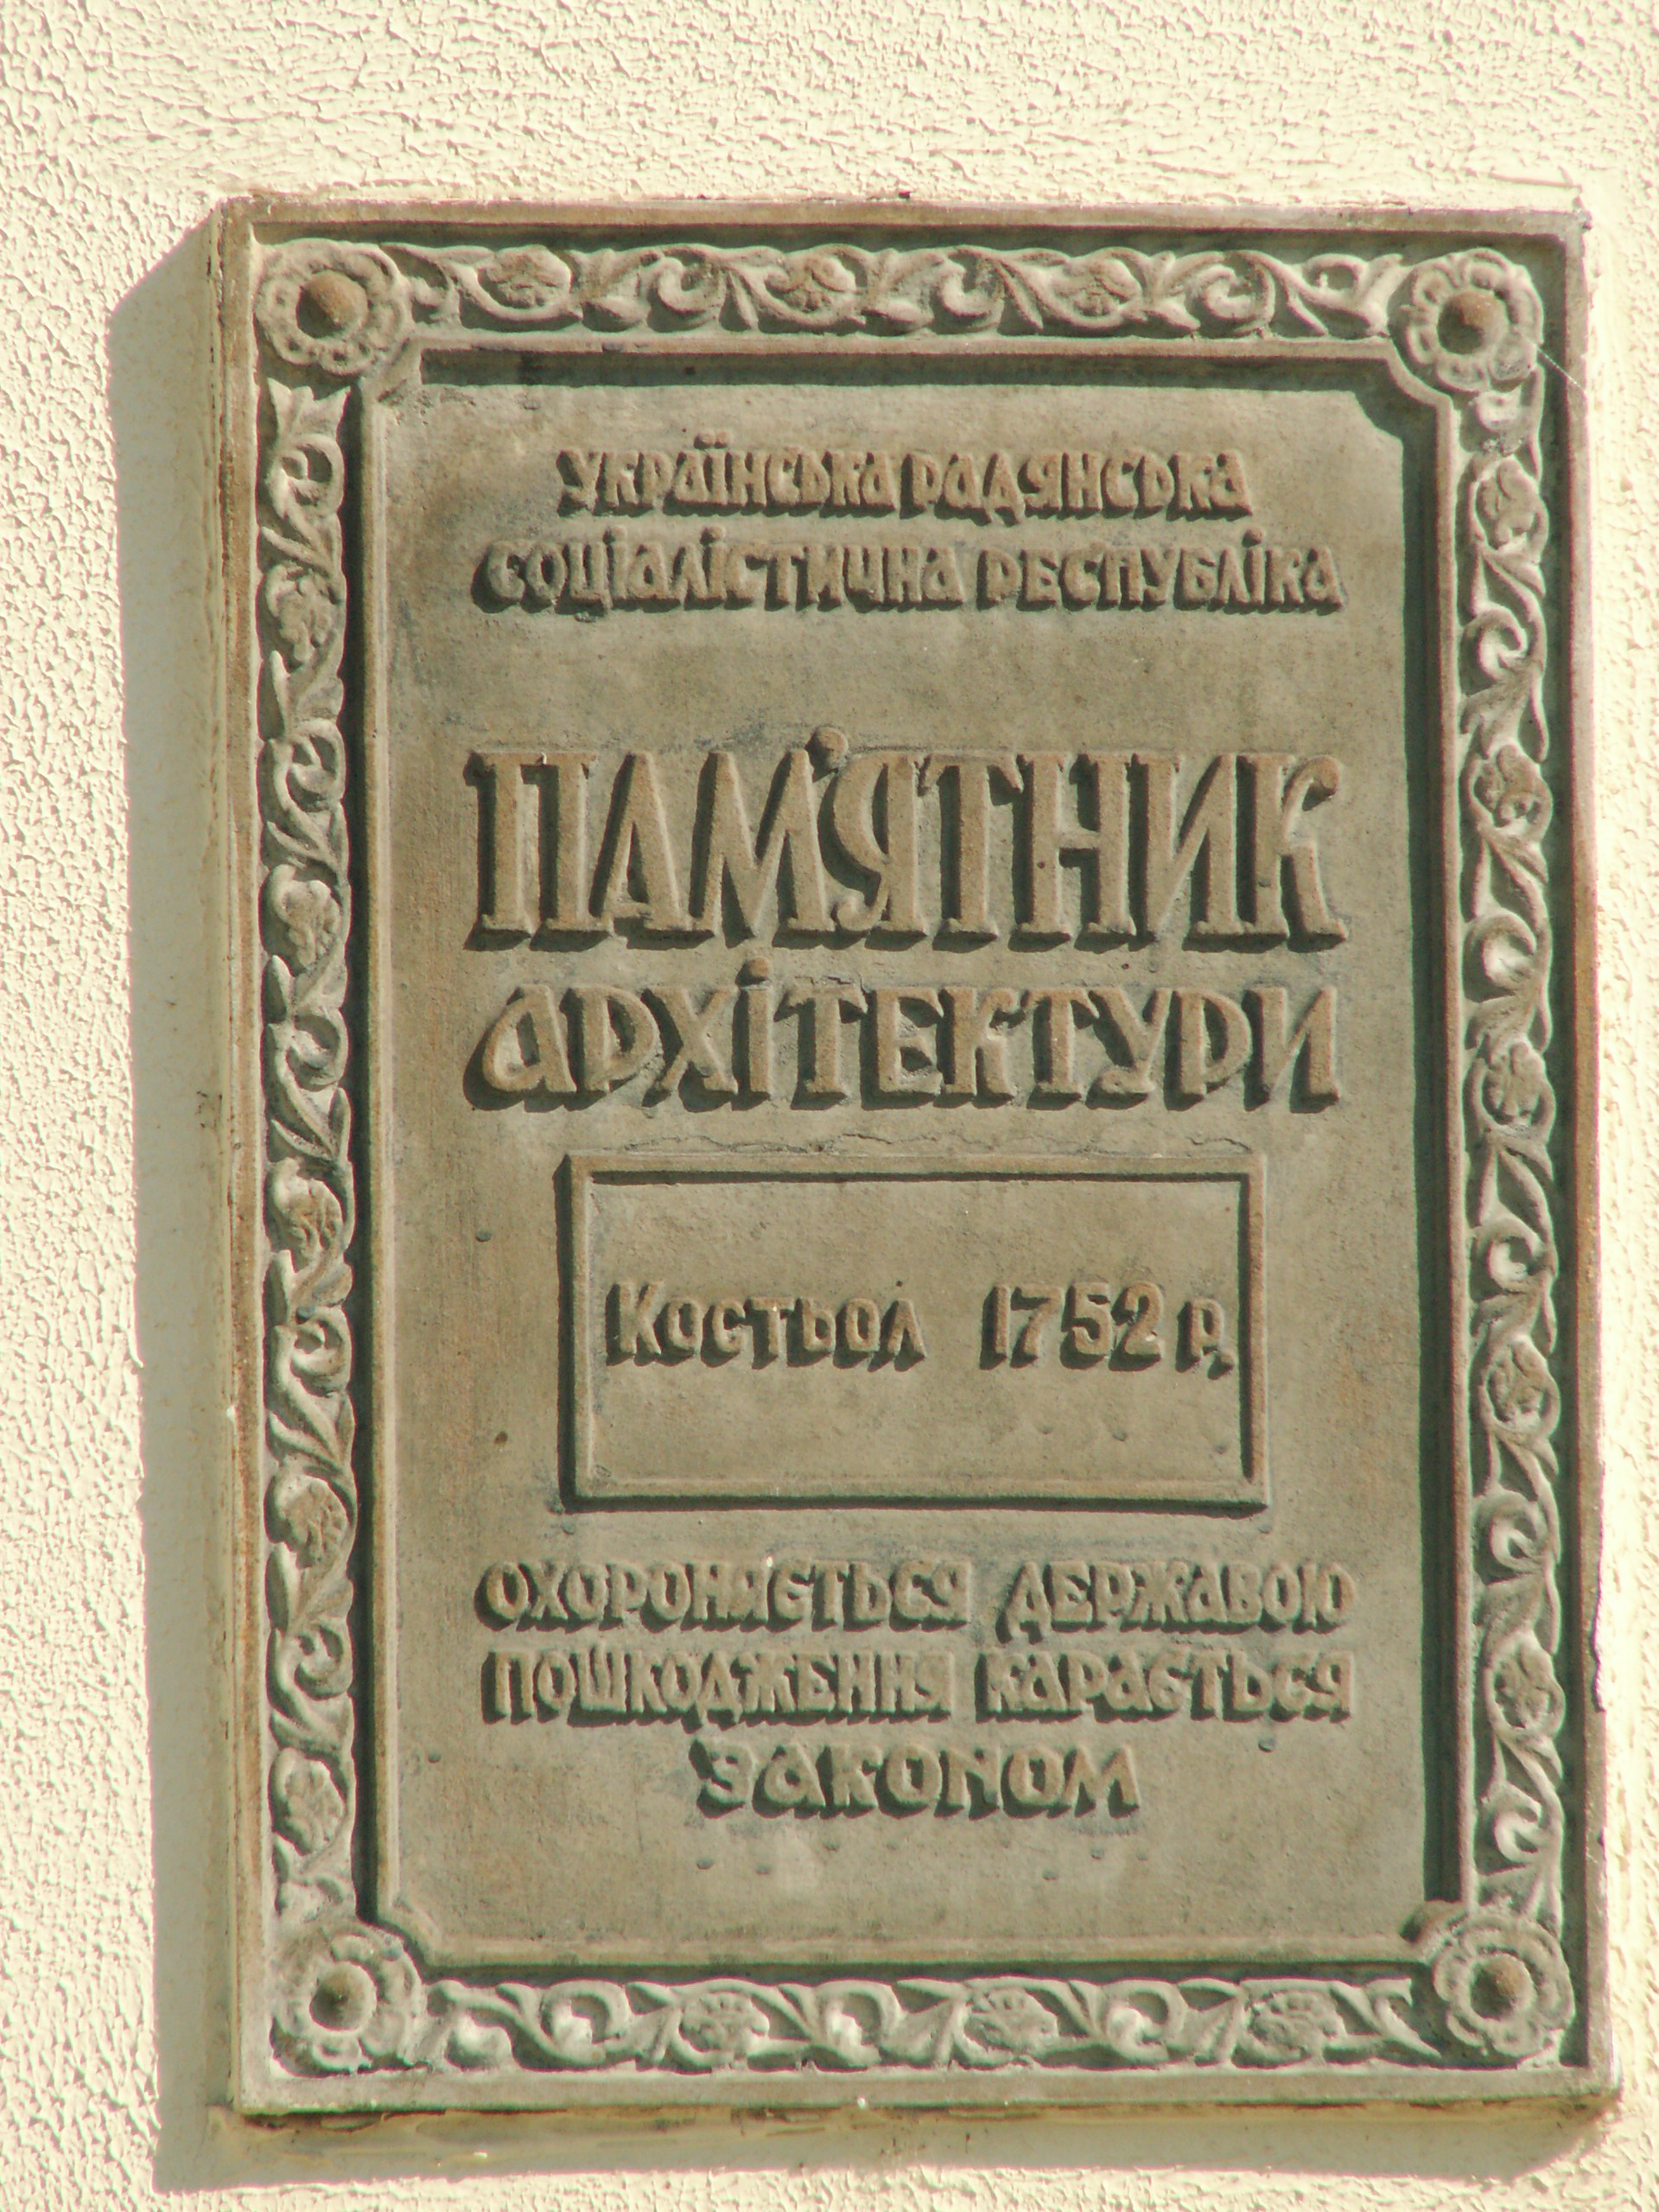 Українська радянська
соціалістична республіка
ПАМ'ЯТНИК
АРХІТЕКТУРИ
Костьол 1752 р.
охороняється державою
пошкодження карається
законом